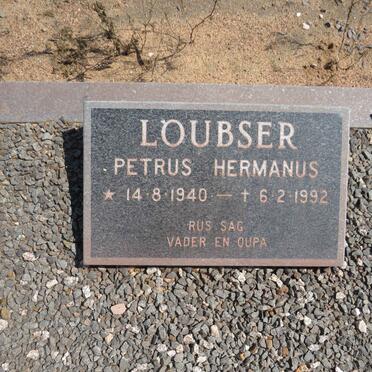 LOUBSER
PETRUS HERMANUS
★ 14·8·1940 — † 6·2·1992
RUS SAG
VADER EN OUPA